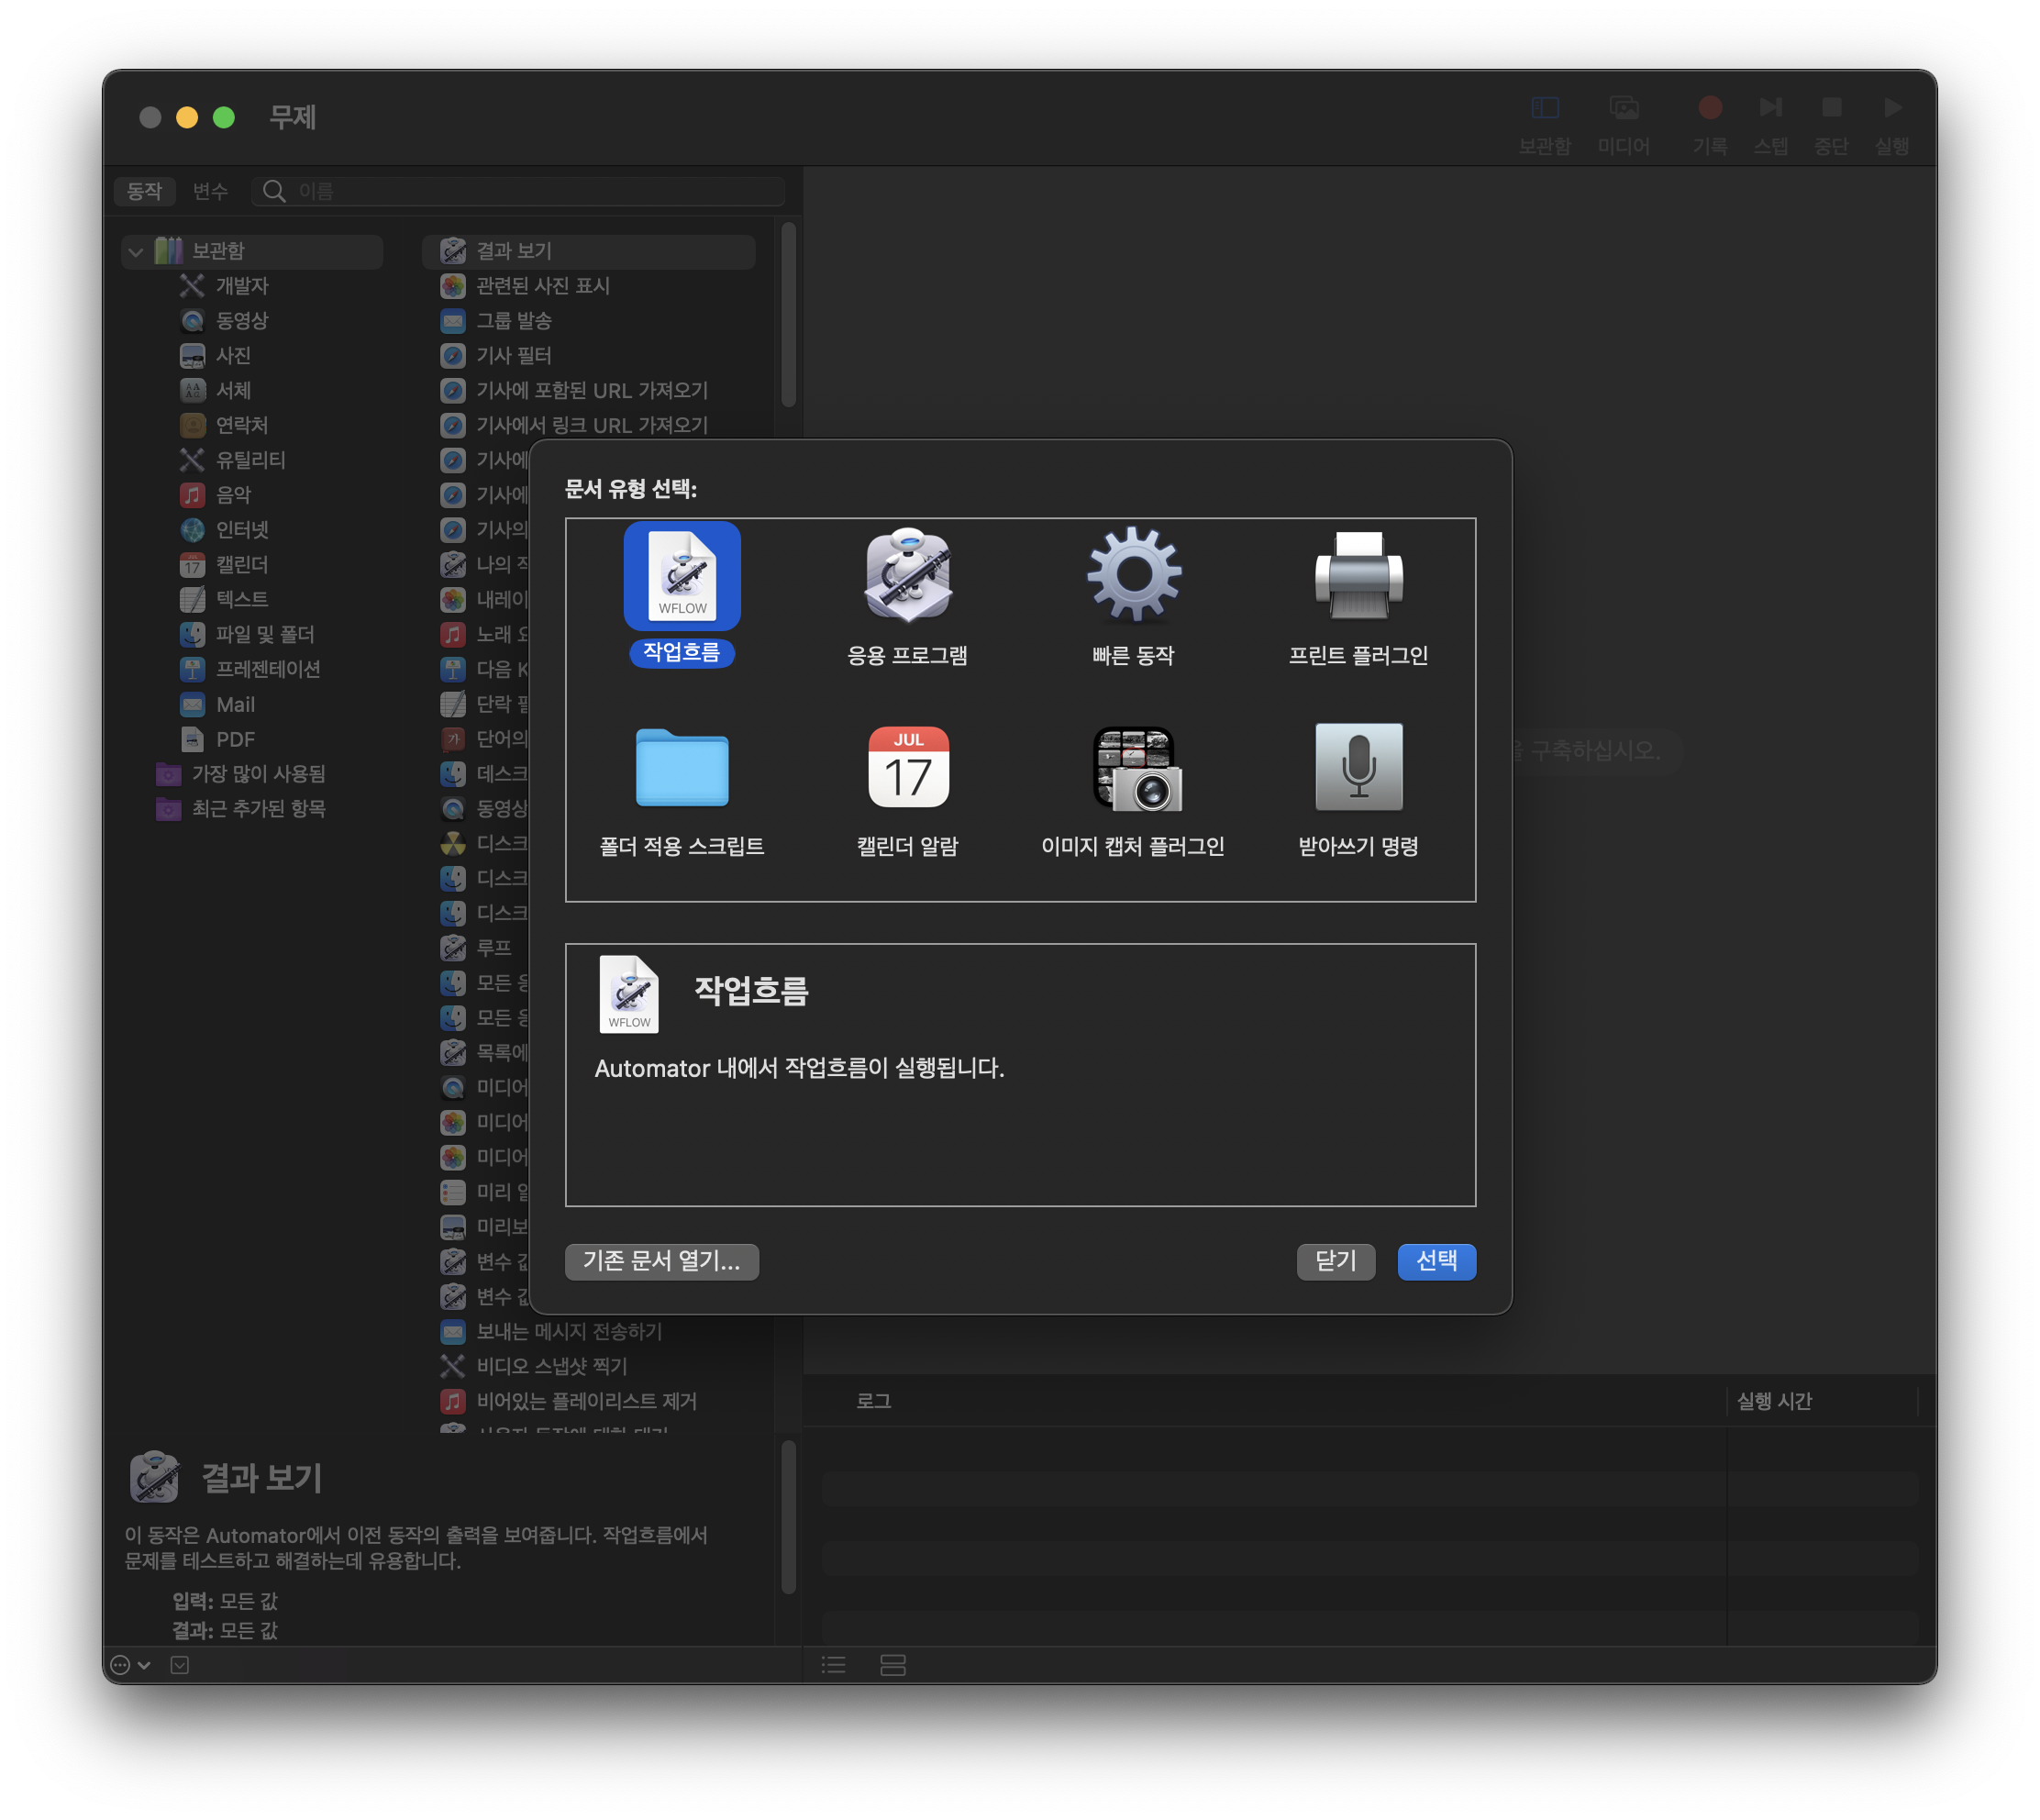 무제
보관함
미디어
기록
스텝
중단
실행
동작
변수
이름
보관함
개발자
동영상
사진
서체
연락처
유틸리티
음악
인터넷
캘린더
텍스트
파일 및 폴더
프레젠테이션
Mail
PDF
가장 많이 사용됨
최근 추가된 항목
결과 보기
관련된 사진 표시
그룹 발송
기사 필터
기사에 포함된 URL 가져오기
기사에서 링크 URL 가져오기
기사에
기사에
기사의
나의
내레이
노래
다음
단락
단어의
데스크
동영상
디스크
디스크
디스크
루프
모든
모든
목록에
미디어
미디어
미디어
미리
미리보
변수
변수
보내는 메시지 전송하기
비디오 스냅샷 찍기
비어있는 플레이리스트 제거
문서 유형 선택:
WFLOW
작업흐름
응용 프로그램
빠른 동작
프린트 플러그인
폴더 적용 스크립트
JUL
17
캘린더 알람
이미지 캡처 플러그인
받아쓰기 명령
WFLOW
작업흐름
Automator 내에서 작업흐름이 실행됩니다.
기존 문서 열기...
닫기
선택
구축하십시오.
로그
실행 시간
결과 보기
이 동작은 Automator에서 이전 동작의 출력을 보여줍니다. 작업흐름에서
문제를 테스트하고 해결하는데 유용합니다.
입력: 모든 값
결과: 모든 값